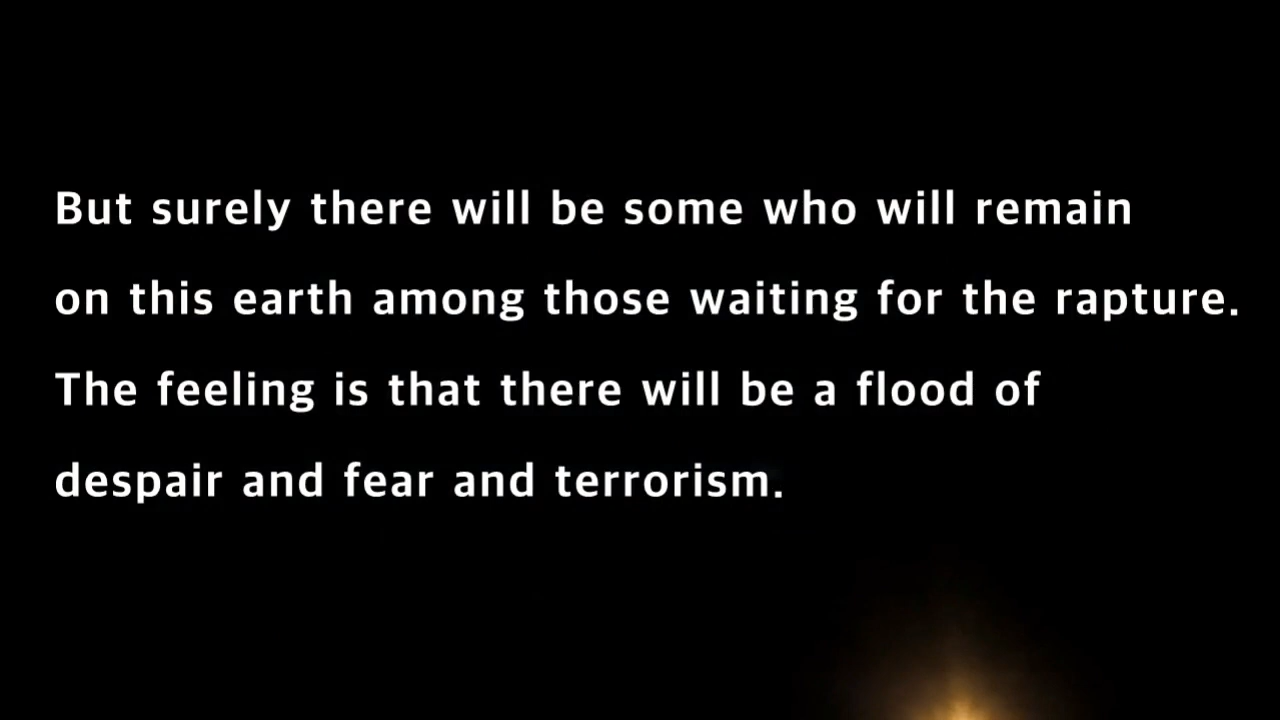 But surely there will be some who will remain
on this earth among those waiting for the rapture.
The feeling is that there will be a flood of
despair and fear and terrorism.